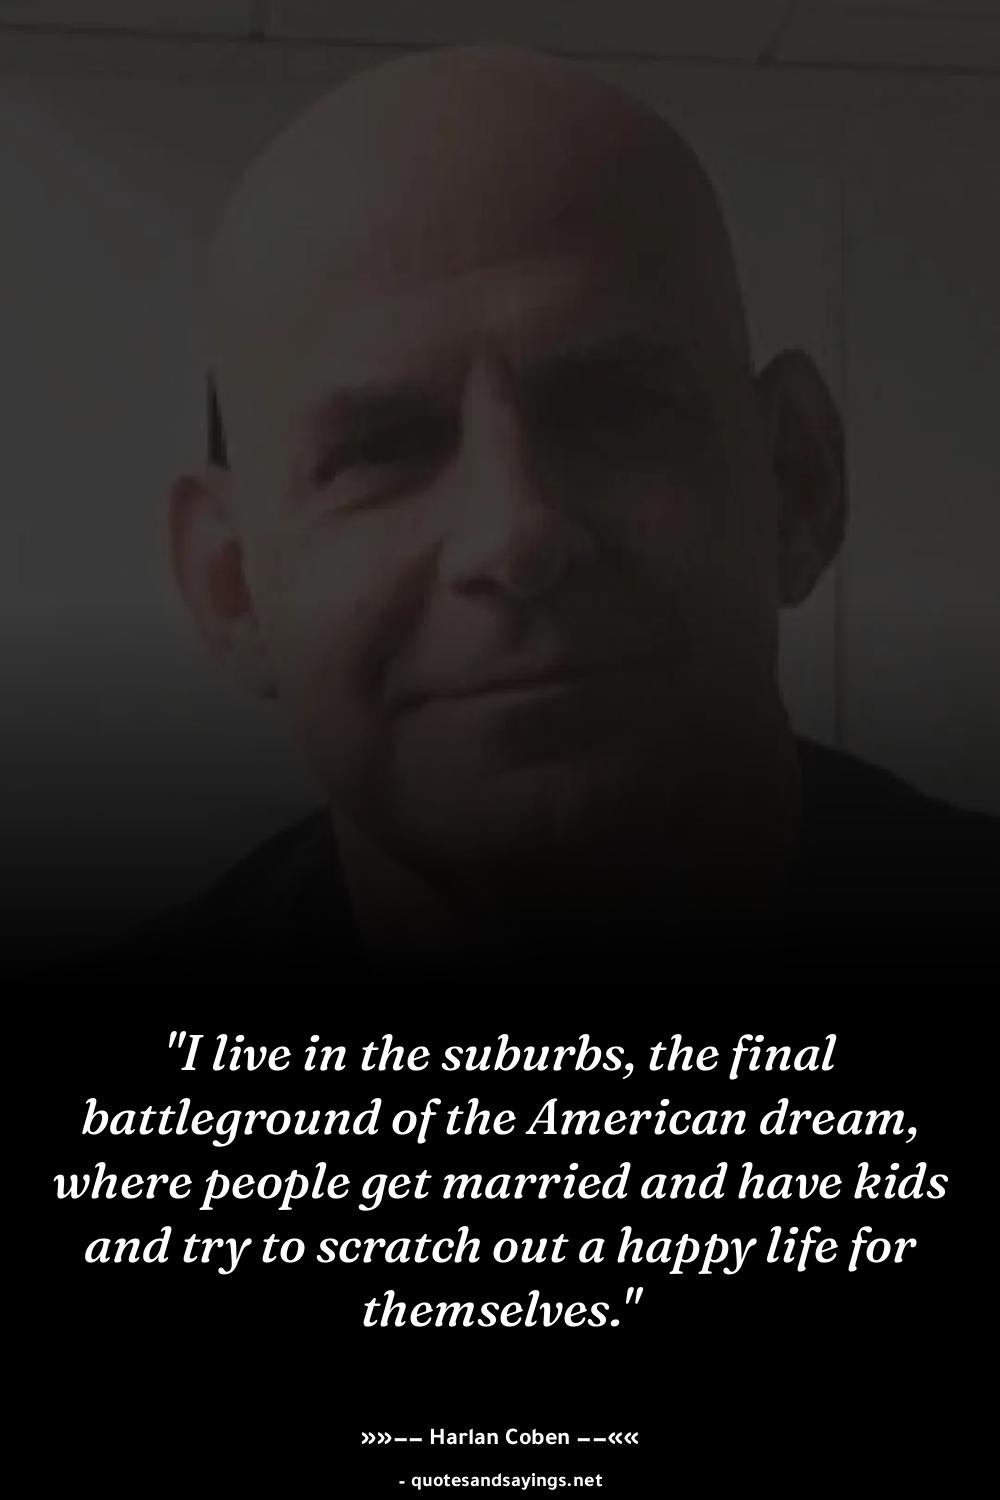 "I live in the suburbs, the final
battleground of the American dream,
where people get married and have kids
and try to scratch out a happy life for
themselves."
»»−− Harlan Coben −−««
- quotesandsayings.net